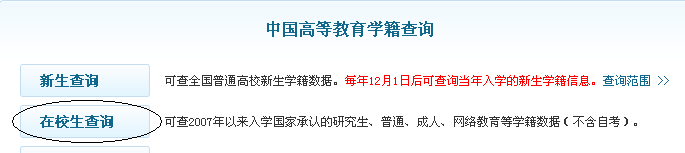 中国高等教育学籍查询
新生查询 可查全国普通高校新生学籍数据。每年12月1日后可查询当年入学的新生学籍信息。查询范围 >>
在校生查询 可查2007年以来入学国家承认的研究生、普通、成人、网络教育等学籍数据（不含自考）。